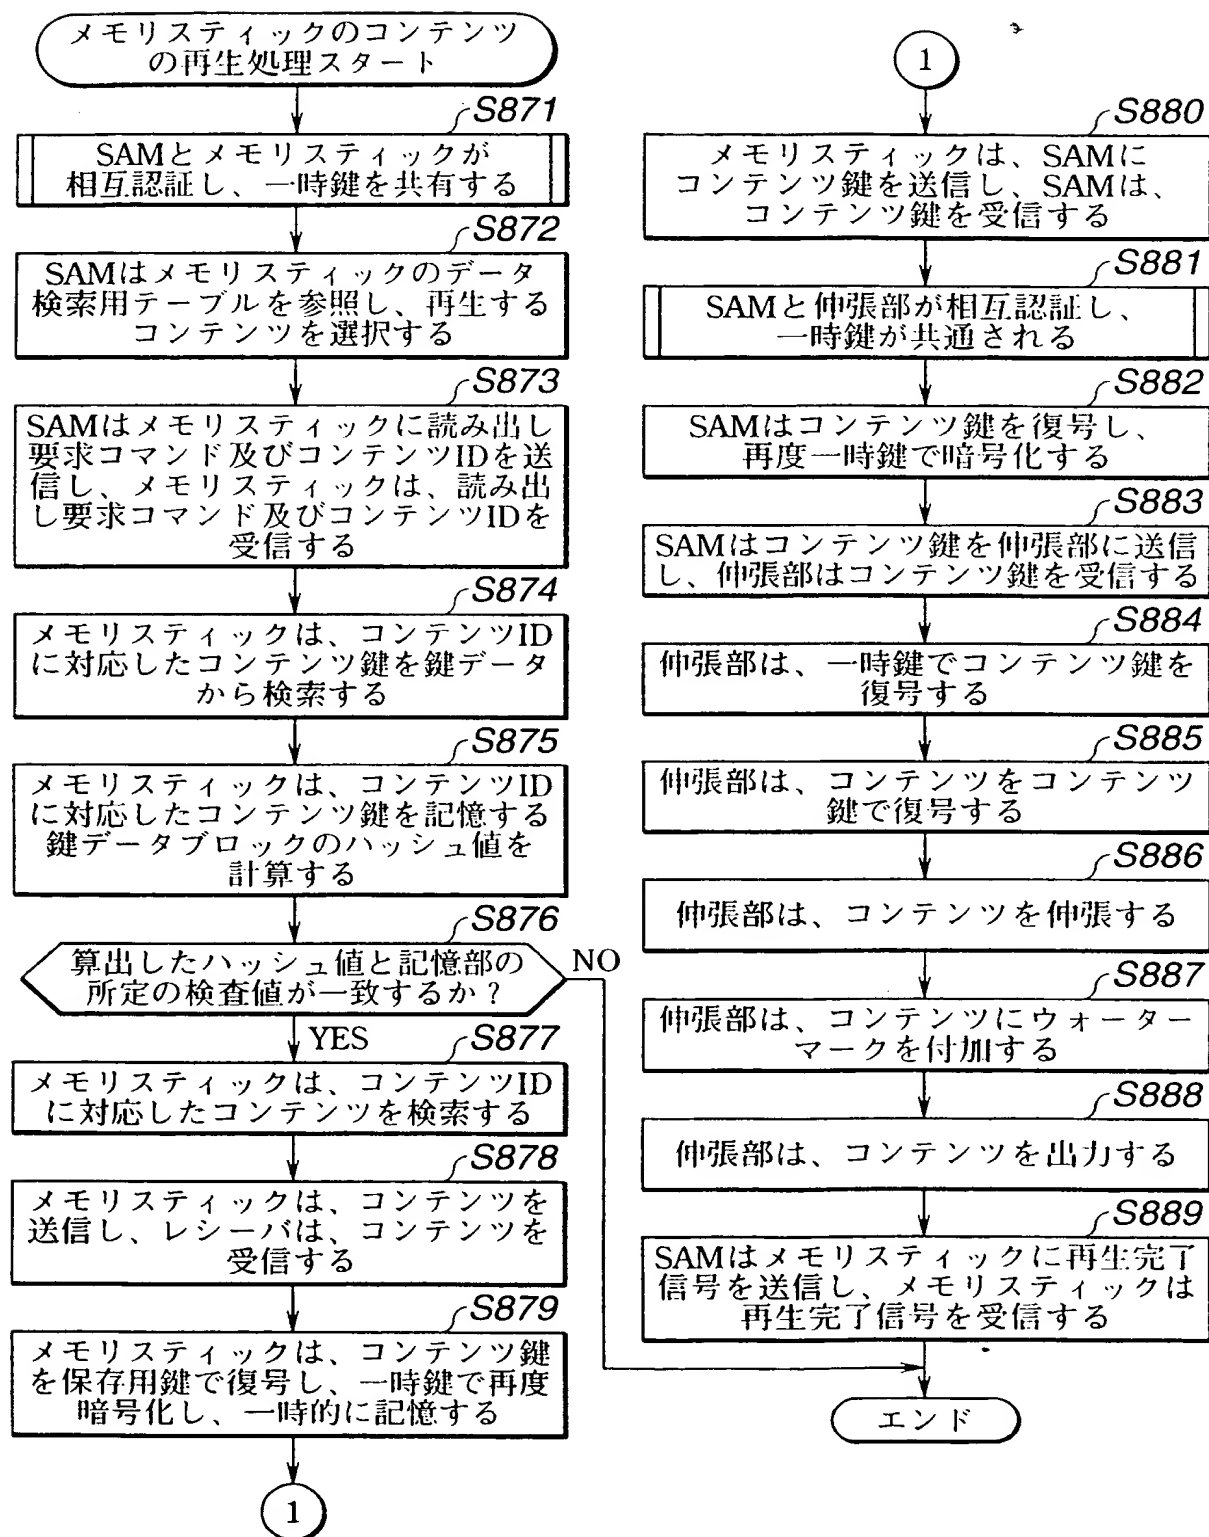 メモリスティックのコンテンツ
の再生処理スタート
S871
SAMとメモリスティックが
相互認証し、一時鍵を共有する
S872
SAMはメモリスティックのデータ
検索用テーブルを参照し、再生する
コンテンツを選択する
S873
SAMはメモリスティックに読み出し
要求コマンド及びコンテンツIDを送
信し、メモリスティックは、読み出
し要求コマンド及びコンテンツIDを
受信する
S874
メモリスティックは、コンテンツID
に対応したコンテンツ鍵を鍵データ
から検索する
S875
メモリスティックは、コンテンツID
に対応したコンテンツ鍵を記憶する
鍵データブロックのハッシュ値を
計算する
S876
算出したハッシュ値と記憶部の
所定の検査値が一致するか?
NO
YES
S877
メモリスティックは、コンテンツID
に対応したコンテンツを検索する
S878
メモリスティックは、コンテンツを
送信し、レシーバは、コンテンツを
受信する
S879
メモリスティックは、コンテンツ鍵
を保存用鍵で復号し、一時鍵で再度
暗号化し、一時的に記憶する
1
1
S880
メモリスティックは、SAMに
コンテンツ鍵を送信し、SAMは、
コンテンツ鍵を受信する
S881
SAMと伸張部が相互認証し、
一時鍵が共通される
S882
SAMはコンテンツ鍵を復号し、
再度一時鍵で暗号化する
S883
SAMはコンテンツ鍵を伸張部に送信
し、伸張部はコンテンツ鍵を受信する
S884
伸張部は、一時鍵でコンテンツ鍵を
復号する
S885
伸張部は、コンテンツをコンテンツ
鍵で復号する
S886
伸張部は、コンテンツを伸張する
S887
伸張部は、コンテンツにウォーター
マークを付加する
S888
伸張部は、コンテンツを出力する
S889
SAMはメモリスティックに再生完了
信号を送信し、メモリスティックは
再生完了信号を受信する
エンド